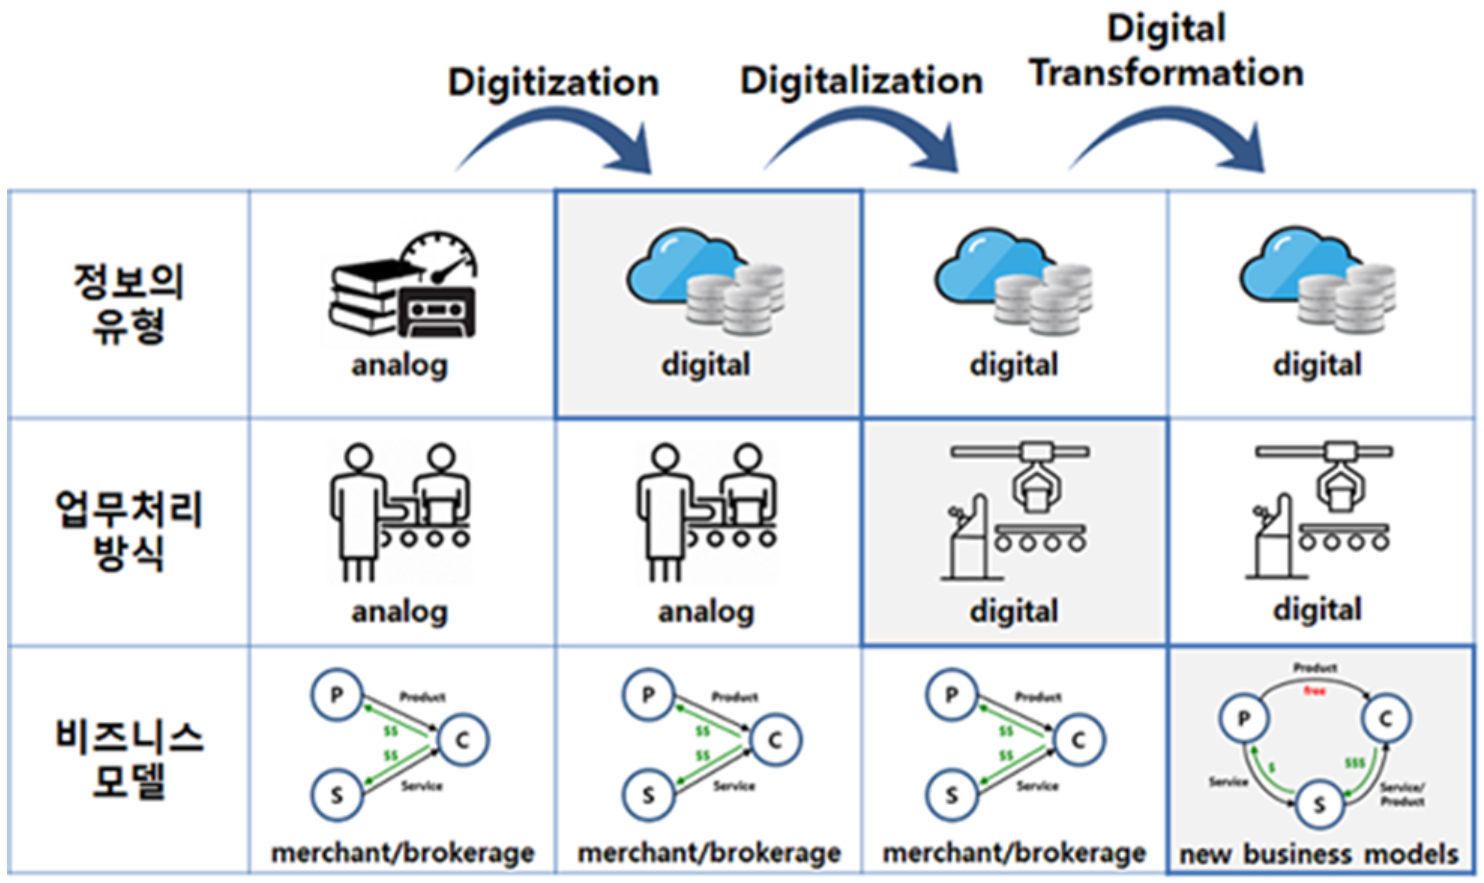 Digitization
Digitalization
Digital
Transformation
정보의
유형
analog
digital
digital
digital
업무처리
방식
analog
analog
digital
digital
비즈니스
모델
P
Product
$$
C
$$
S
Service
merchant/brokerage
P
Product
$$
C
$$
S
Service
merchant/brokerage
P
Product
$$
C
$$
S
Service
merchant/brokerage
Product
free
P
C
Service
$
$$$
Service/
Product
S
new business models